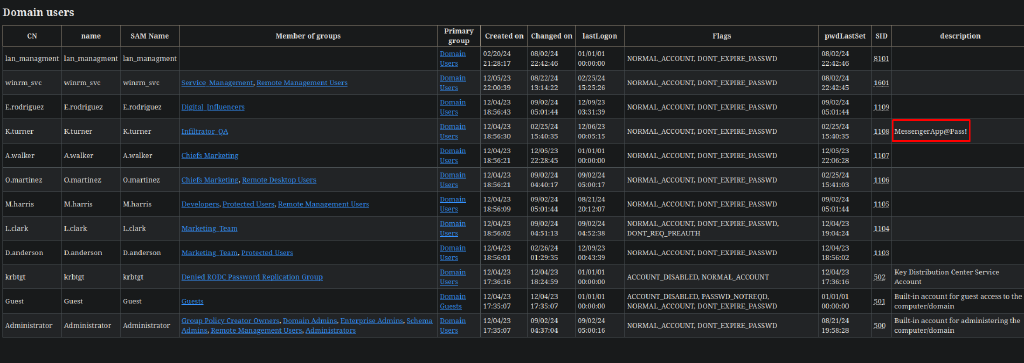 Domain users
CN name SAM Name Member of groups Primary group Created on Changed on lastLogon Flags pwdLastSet SID description
lan_managment lan_managment lan_managment Domain Users 02/20/24 21:28:17 08/02/24 22:42:46 01/01/01 00:00:00 NORMAL_ACCOUNT, DONT_EXPIRE_PASSWD 08/02/24 22:42:46 8101
winrm_svc winrm_svc winrm_svc Service_Management, Remote Management Users Domain Users 12/05/23 22:00:39 08/22/24 13:14:22 02/25/24 15:25:26 NORMAL_ACCOUNT, DONT_EXPIRE_PASSWD 08/02/24 22:42:45 1601
E.rodriguez E.rodriguez E.rodriguez Digital_Influencers Domain Users 12/04/23 18:56:43 09/02/24 05:01:44 12/09/23 03:31:39 NORMAL_ACCOUNT, DONT_EXPIRE_PASSWD 09/02/24 05:01:44 1109
K.turner K.turner K.turner Infiltrator_QA Domain Users 12/04/23 18:56:30 02/25/24 15:40:35 12/06/23 00:05:15 NORMAL_ACCOUNT, DONT_EXPIRE_PASSWD 02/25/24 15:40:35 1108 MessengerApp@Pass!
A.walker A.walker A.walker Chiefs Marketing Domain Users 12/04/23 18:56:21 12/05/23 22:28:45 01/01/01 00:00:00 NORMAL_ACCOUNT, DONT_EXPIRE_PASSWD 12/05/23 22:06:28 1107
O.martinez O.martinez O.martinez Chiefs Marketing, Remote Desktop Users Domain Users 12/04/23 18:56:21 09/02/24 04:40:17 09/02/24 05:00:17 NORMAL_ACCOUNT, DONT_EXPIRE_PASSWD 02/25/24 15:41:03 1106
M.harris M.harris M.harris Developers, Protected Users, Remote Management Users Domain Users 12/04/23 18:56:09 09/02/24 05:01:44 08/21/24 20:12:07 NORMAL_ACCOUNT, DONT_EXPIRE_PASSWD 09/02/24 05:01:44 1105
L.clark L.clark L.clark Marketing_Team Domain Users 12/04/23 18:56:02 09/02/24 04:51:13 09/02/24 04:52:38 NORMAL_ACCOUNT, DONT_EXPIRE_PASSWD, DONT_REQ_PREAUTH 12/04/23 19:04:24 1104
D.anderson D.anderson D.anderson Marketing_Team, Protected Users Domain Users 12/04/23 18:56:01 02/26/24 01:29:35 12/09/23 00:43:39 NORMAL_ACCOUNT, DONT_EXPIRE_PASSWD 12/04/23 18:56:02 1103
krbtgt krbtgt krbtgt Denied RODC Password Replication Group Domain Users 12/04/23 17:36:16 12/04/23 18:24:59 01/01/01 00:00:00 ACCOUNT_DISABLED, NORMAL_ACCOUNT 12/04/23 17:36:16 502 Key Distribution Center Service Account
Guest Guest Guest Guests Domain Guests 12/04/23 17:35:07 12/04/23 17:35:07 01/01/01 00:00:00 ACCOUNT_DISABLED, PASSWD_NOTREQD, NORMAL_ACCOUNT, DONT_EXPIRE_PASSWD 01/01/01 00:00:00 501 Built-in account for guest access to the computer/domain
Administrator Administrator Administrator Group Policy Creator Owners, Domain Admins, Enterprise Admins, Schema Admins, Remote Management Users, Administrators Domain Users 12/04/23 17:35:07 09/02/24 04:37:04 09/02/24 05:00:16 NORMAL_ACCOUNT, DONT_EXPIRE_PASSWD 08/21/24 19:58:28 500 Built-in account for administering the computer/domain